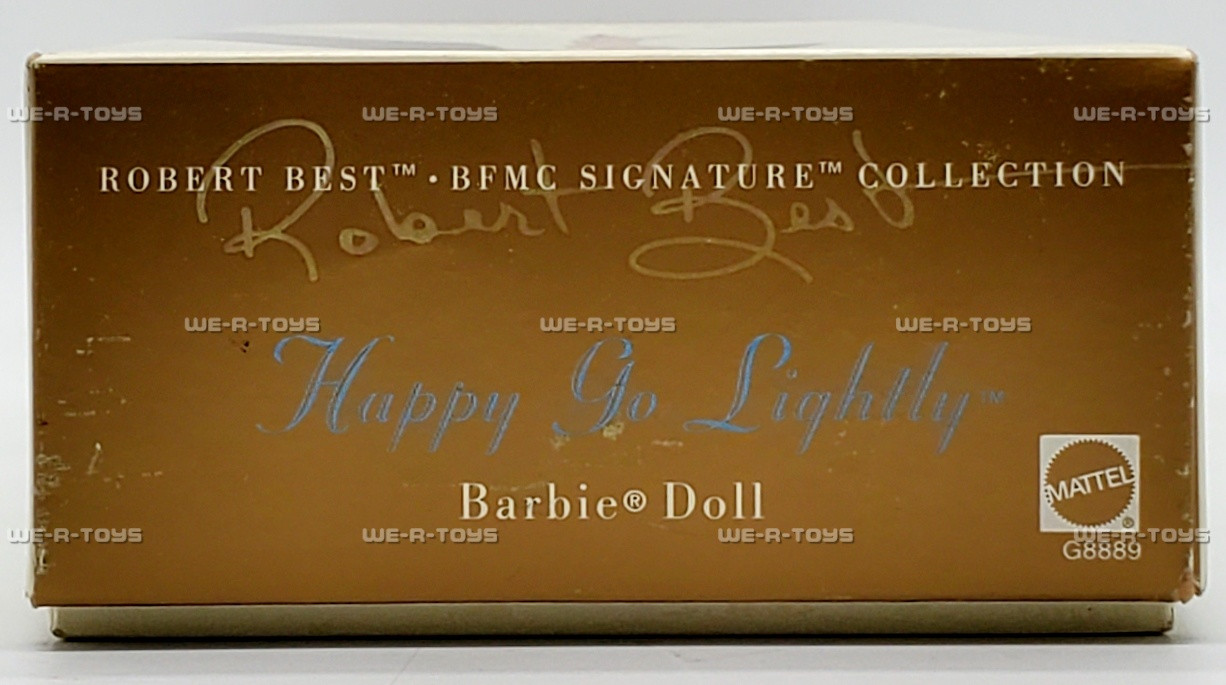 WE-R-TOYS WE-R-TOYS WE-R-TOYS WE-R-TOYS
ROBERT BEST™ • BFMC SIGNATURE™ COLLECTION
Robert Best
WE-R-TOYS WE-R-TOYS WE-R-TOYS
Happy Go Lightly™
MATTEL®
Barbie® Doll
WE-R-TOYS WE-R-TOYS WE-R-TOYS WE-R-TOYS
G8889